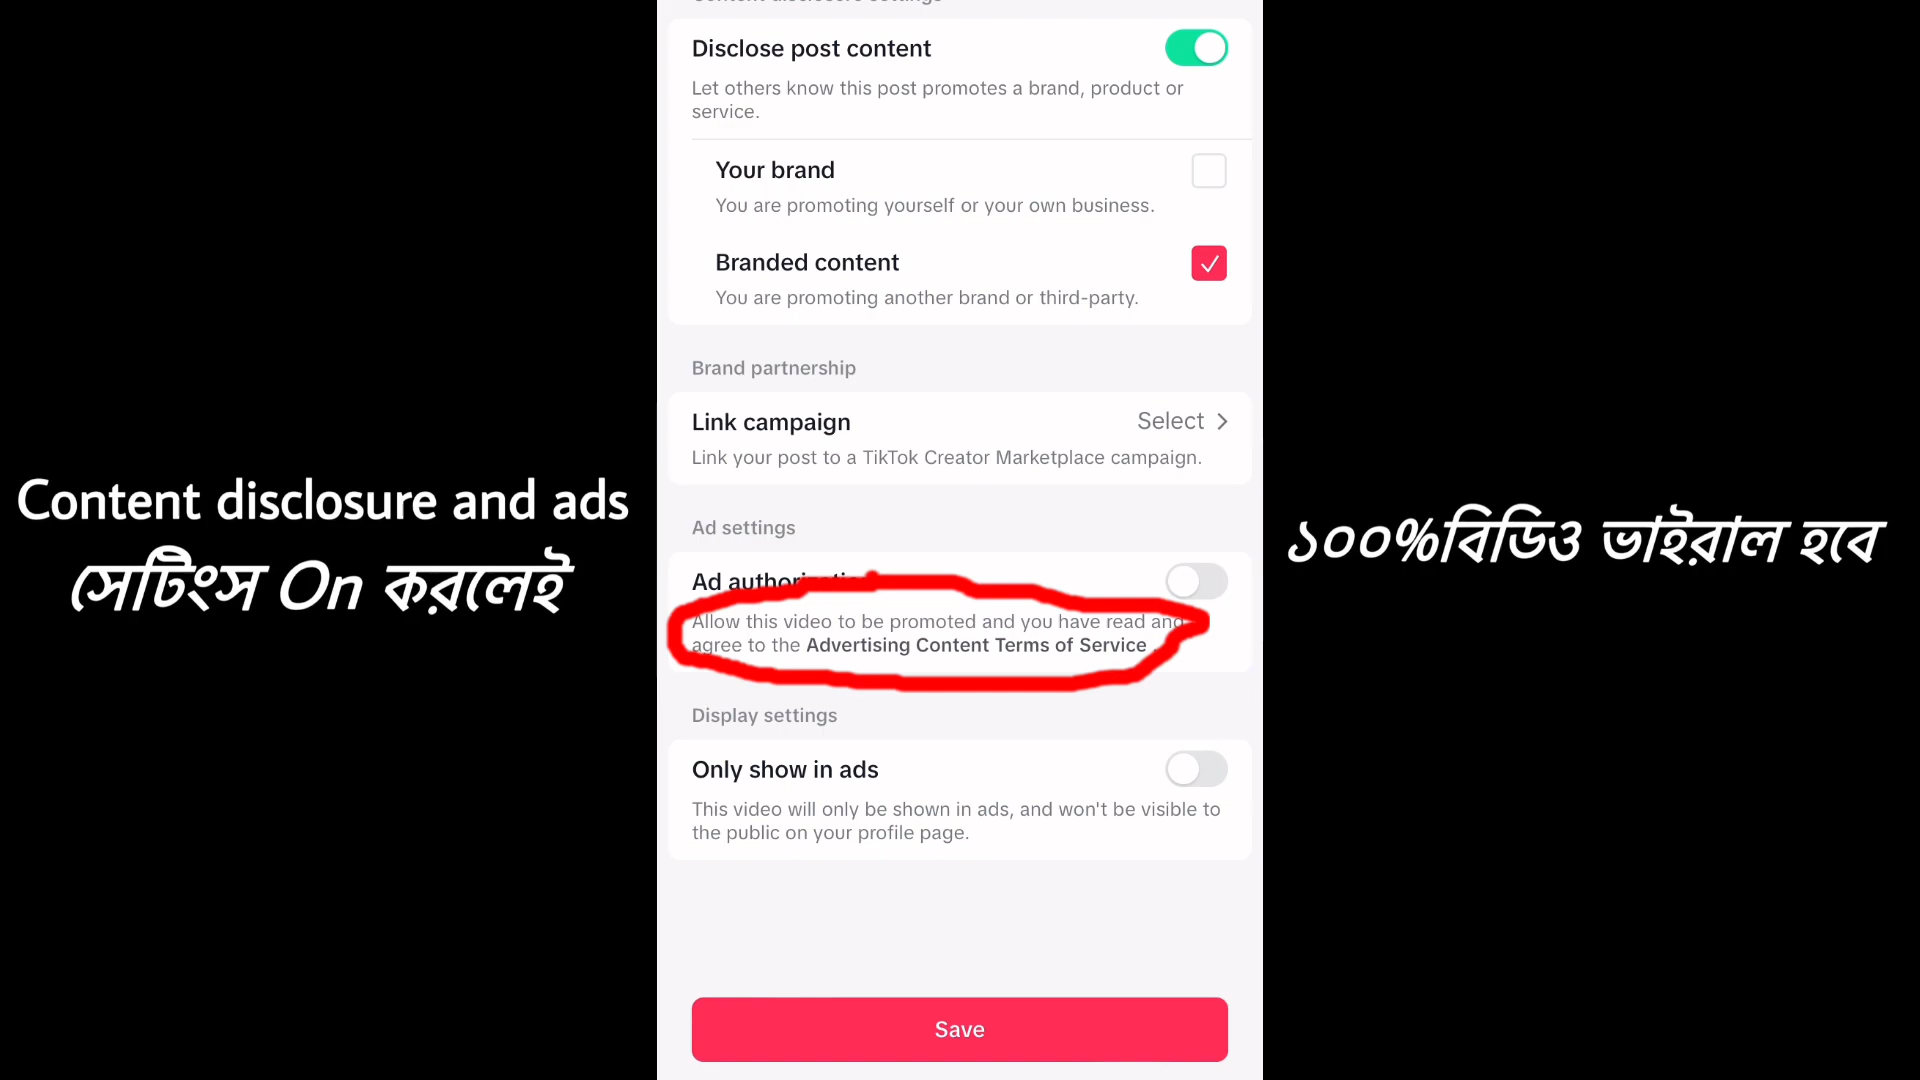 Disclose post content
Let others know this post promotes a brand, product or
service.
Your brand
You are promoting yourself or your own business.
Branded content
You are promoting another brand or third-party.
Brand partnership
Link campaign
Select
Link your post to a TikTok Creator Marketplace campaign.
Ad settings
Ad authorization
Allow this video to be promoted and you have read and
agree to the Advertising Content Terms of Service
Display settings
Only show in ads
This video will only be shown in ads, and won't be visible to
the public on your profile page.
Save
Content disclosure and ads
সেটিংস On করলেই
১০০%বিডিও ভাইরাল হবে